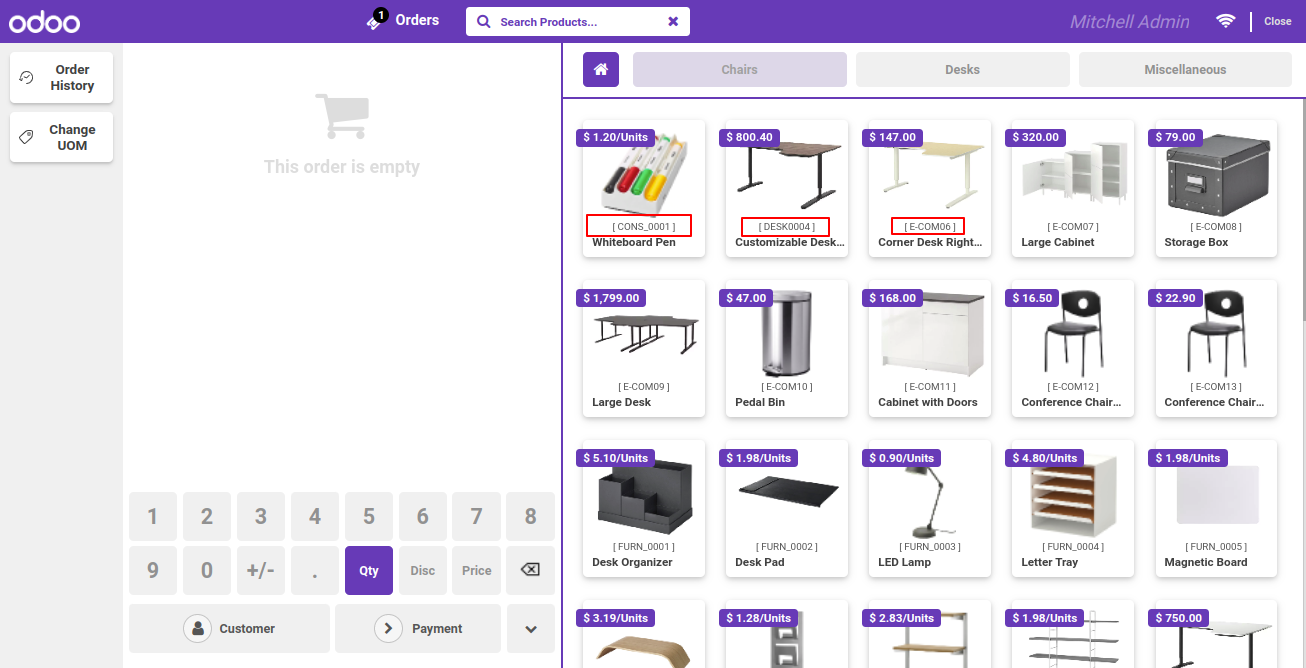 odoo
1
Orders
Search Products...
Mitchell Admin
Close
Order
History
Change
UOM
This order is empty
1 2 3 4 5 6 7 8
9 0 +/- . Qty Disc Price
Customer
Payment
Chairs
Desks
Miscellaneous
$ 1.20/Units
[ CONS_0001 ]
Whiteboard Pen
$ 800.40
[ DESK0004 ]
Customizable Desk...
$ 147.00
[ E-COM06 ]
Corner Desk Right...
$ 320.00
[ E-COM07 ]
Large Cabinet
$ 79.00
[ E-COM08 ]
Storage Box
$ 1,799.00
[ E-COM09 ]
Large Desk
$ 47.00
[ E-COM10 ]
Pedal Bin
$ 168.00
[ E-COM11 ]
Cabinet with Doors
$ 16.50
[ E-COM12 ]
Conference Chair...
$ 22.90
[ E-COM13 ]
Conference Chair...
$ 5.10/Units
[ FURN_0001 ]
Desk Organizer
$ 1.98/Units
[ FURN_0002 ]
Desk Pad
$ 0.90/Units
[ FURN_0003 ]
LED Lamp
$ 4.80/Units
[ FURN_0004 ]
Letter Tray
$ 1.98/Units
[ FURN_0005 ]
Magnetic Board
$ 3.19/Units
$ 1.28/Units
$ 2.83/Units
$ 1.98/Units
$ 750.00